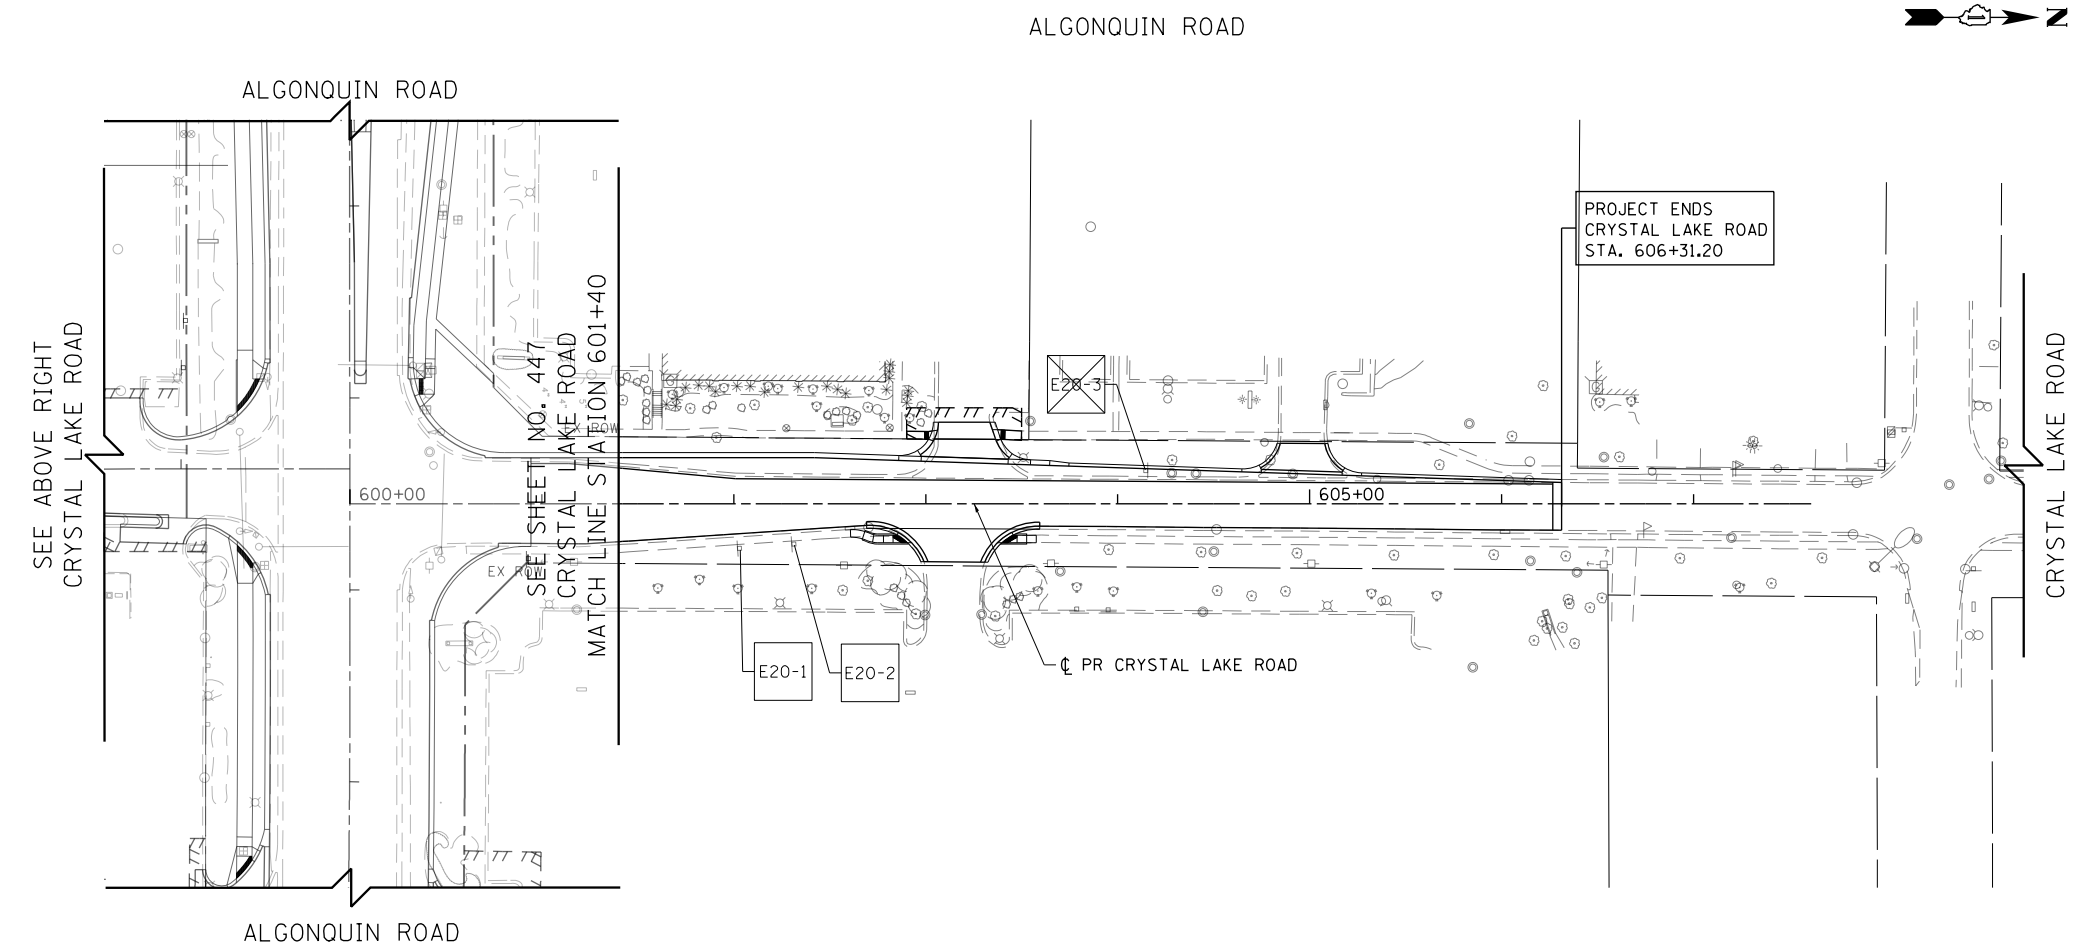 ALGONQUIN ROAD
N
ALGONQUIN ROAD
PROJECT ENDS
CRYSTAL LAKE ROAD
STA. 606+31.20
SEE ABOVE RIGHT
CRYSTAL LAKE ROAD
SEE SHEET NO. 447
CRYSTAL LAKE ROAD
MATCH LINE STATION 601+40
E20-3
EX ROW
600+00
605+00
CRYSTAL LAKE ROAD
EX ROW
E20-1
E20-2
℄ PR CRYSTAL LAKE ROAD
ALGONQUIN ROAD